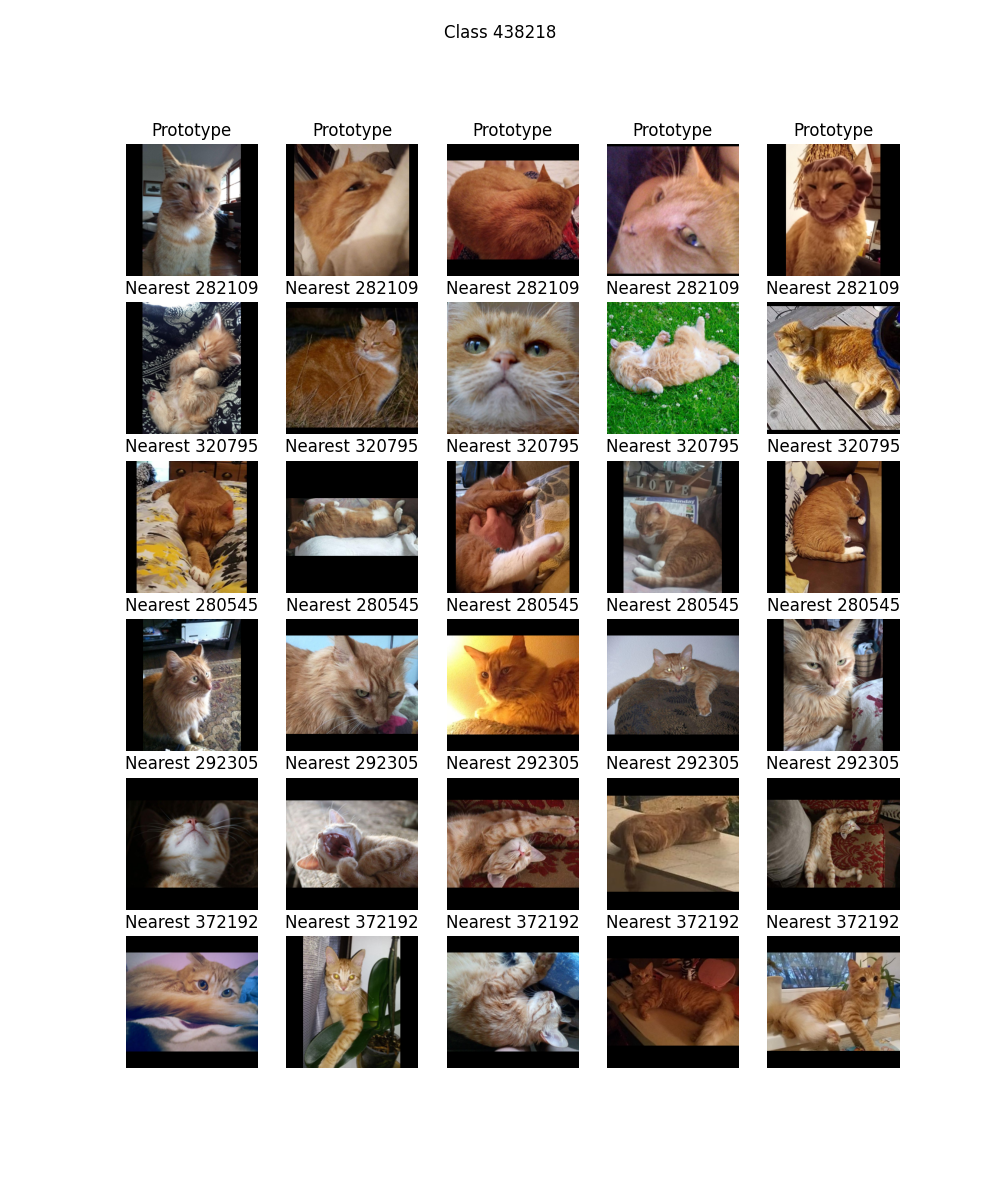 Class 438218
Prototype Prototype Prototype Prototype Prototype
Nearest 282109 Nearest 282109 Nearest 282109 Nearest 282109 Nearest 282109
Nearest 320795 Nearest 320795 Nearest 320795 Nearest 320795 Nearest 320795
LOVE
Nearest 280545 Nearest 280545 Nearest 280545 Nearest 280545 Nearest 280545
Nearest 292305 Nearest 292305 Nearest 292305 Nearest 292305 Nearest 292305
Nearest 372192 Nearest 372192 Nearest 372192 Nearest 372192 Nearest 372192